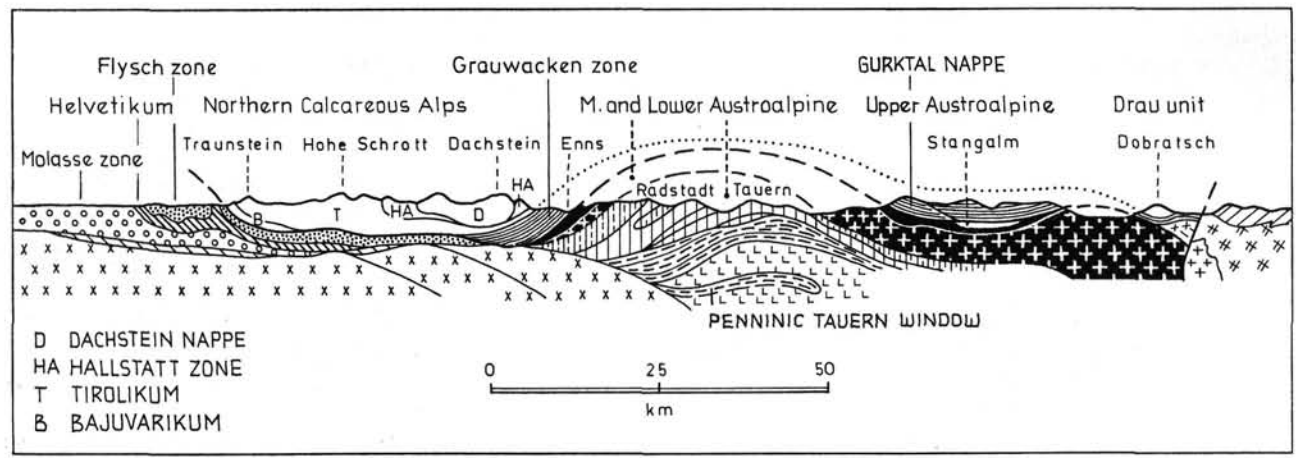 Flysch zone Grauwacken zone GURKTAL NAPPE
Helvetikum Northern Calcareous Alps M. and Lower Austroalpine Upper Austroalpine Drau unit
Molasse zone Traunstein Hohe Schrott Dachstein Enns Stangalm Dobratsch
HA
Radstadt Tauern
B T HA D
PENNINIC TAUERN WINDOW
D DACHSTEIN NAPPE
HA HALLSTATT ZONE
T TIROLIKUM
B BAJUVARIKUM
0 25 50
km